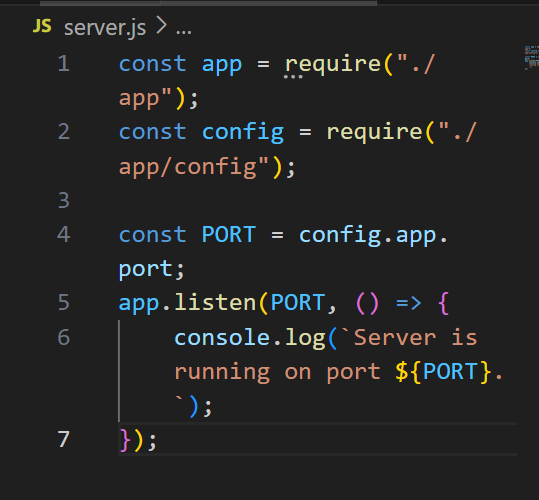 JS server.js > ...
1 const app = require("./
app");
2 const config = require("./
app/config");
3
4 const PORT = config.app.
port;
5 app.listen(PORT, () => {
6 console.log(`Server is
running on port ${PORT}.
`);
7 });